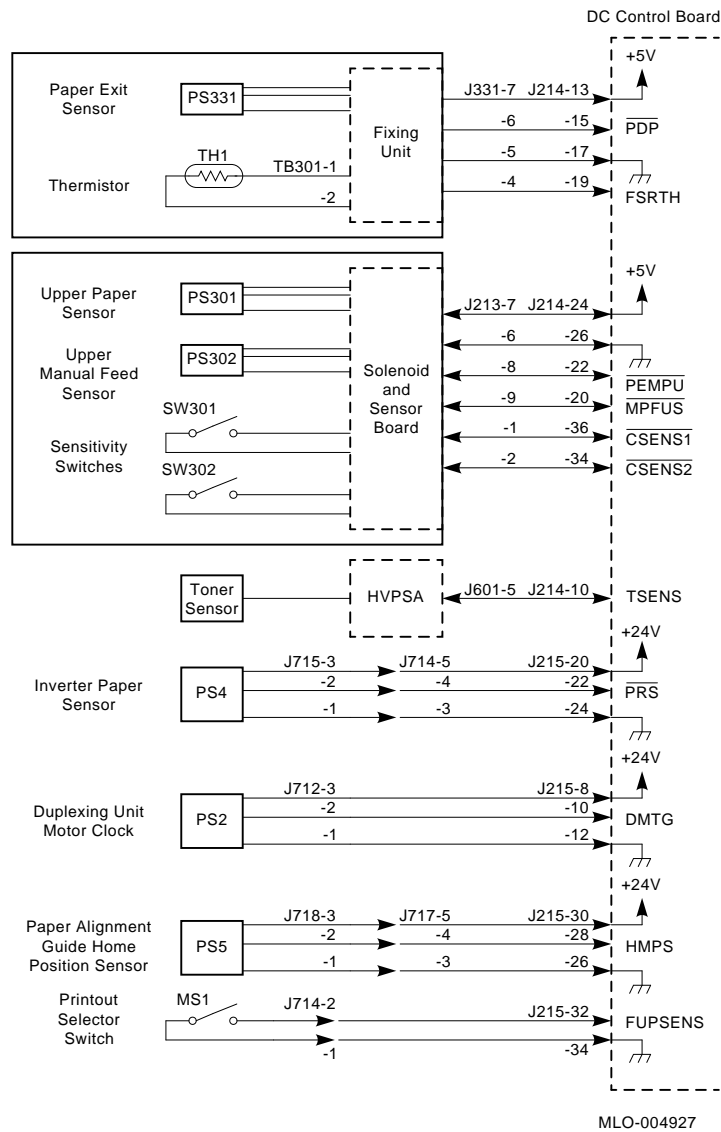 DC Control Board
+5V
Paper Exit
Sensor
PS331
J331-7 J214-13
-6 -15 PDP
Fixing
Unit
-5 -17
TH1
TB301-1
Thermistor
-2
-4 -19 FSRTH
+5V
Upper Paper
Sensor
PS301
J213-7 J214-24
-6 -26
Upper
Manual Feed
Sensor
PS302
Solenoid
and
Sensor
Board
-8 -22 PEMPU
-9 -20 MPFUS
SW301
-1 -36 CSENS1
Sensitivity
Switches
SW302
-2 -34 CSENS2
Toner
Sensor
HVPSA
J601-5 J214-10 TSENS
+24V
Inverter Paper
Sensor
PS4
J715-3 J714-5 J215-20
-2 -4 -22 PRS
-1 -3 -24
+24V
Duplexing Unit
Motor Clock
PS2
J712-3 J215-8
-2 -10 DMTG
-1 -12
+24V
Paper Alignment
Guide Home
Position Sensor
PS5
J718-3 J717-5 J215-30
-2 -4 -28 HMPS
-1 -3 -26
Printout
Selector
Switch
MS1
J714-2 J215-32 FUPSENS
-1 -34
MLO-004927